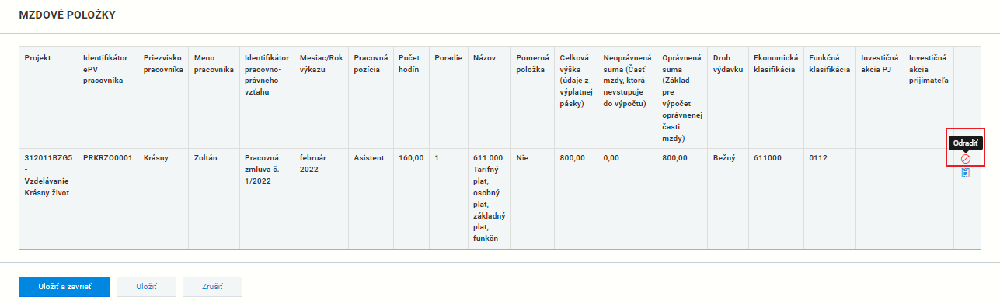 MZDOVÉ POLOŽKY
Projekt
Identifikátor
ePV
pracovníka
Priezvisko
pracovníka
Meno
pracovníka
Identifikátor
pracovno-
právneho
vzťahu
Mesiac/Rok
výkazu
Pracovná
pozícia
Počet
hodín
Poradie
Názov
Pomerná
položka
Celková
výška
(údaje z
výplatnej
pásky)
Neoprávnená
suma (Časť
mzdy, ktorá
nevstupuje
do výpočtu)
Oprávnená
suma
(Základ
pre
výpočet
oprávnenej
časti
mzdy)
Druh
výdavku
Ekonomická
klasifikácia
Funkčná
klasifikácia
Investičná
akcia PJ
Investičná
akcia
prijímateľa
Odradiť
312011BZG5
-
Vzdelávanie
Krásny život
PRKRZO0001
Krásny
Zoltán
Pracovná
zmluva č.
1/2022
február
2022
Asistent
160,00
1
611 000
Tarifný
plat,
osobný
plat,
základný
plat,
funkčn
Nie
800,00
0,00
800,00
Bežný
611000
0112
Uložiť a zavrieť
Uložiť
Zrušiť